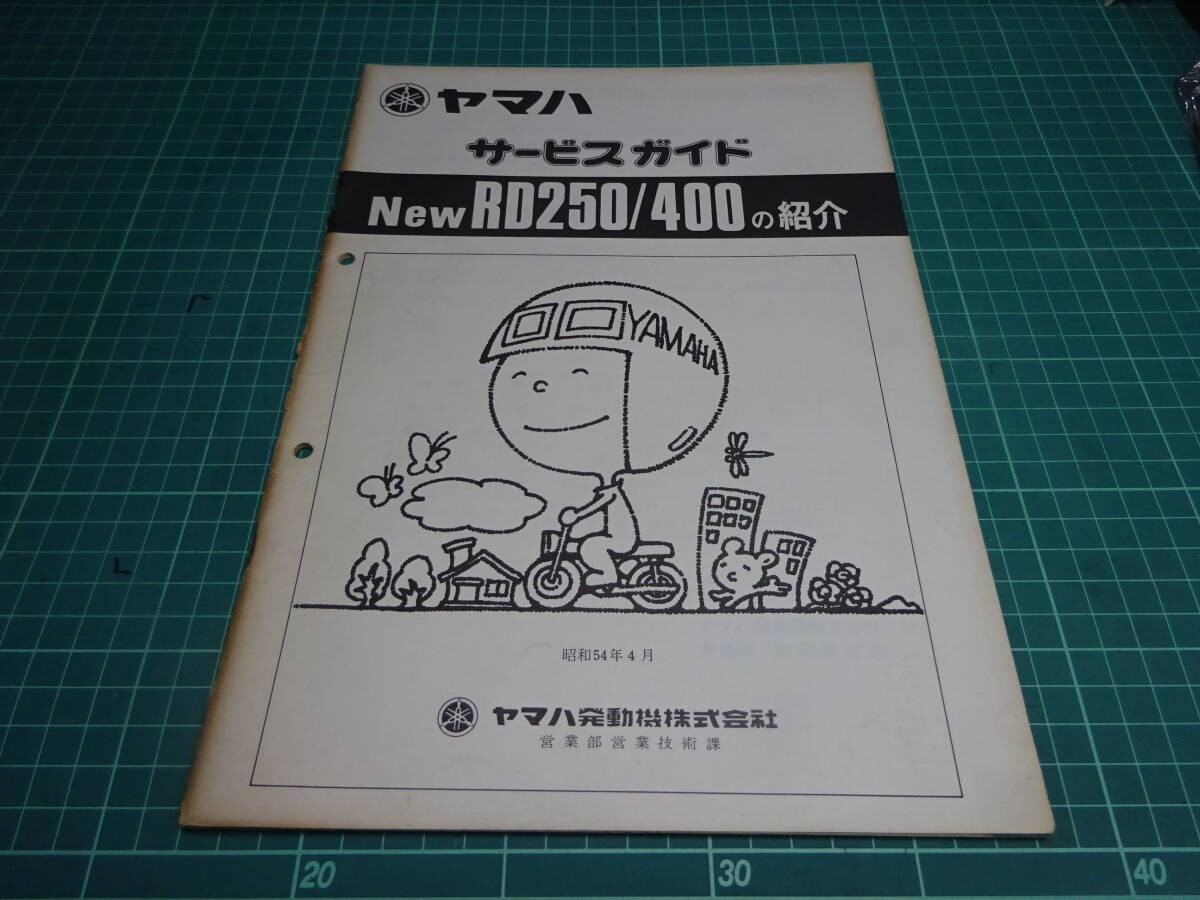 ヤマハ
サービスガイド
New RD250/400の紹介
YAMAHA
昭和54年4月
ヤマハ発動機株式会社
営業部営業技術課
20
30
40